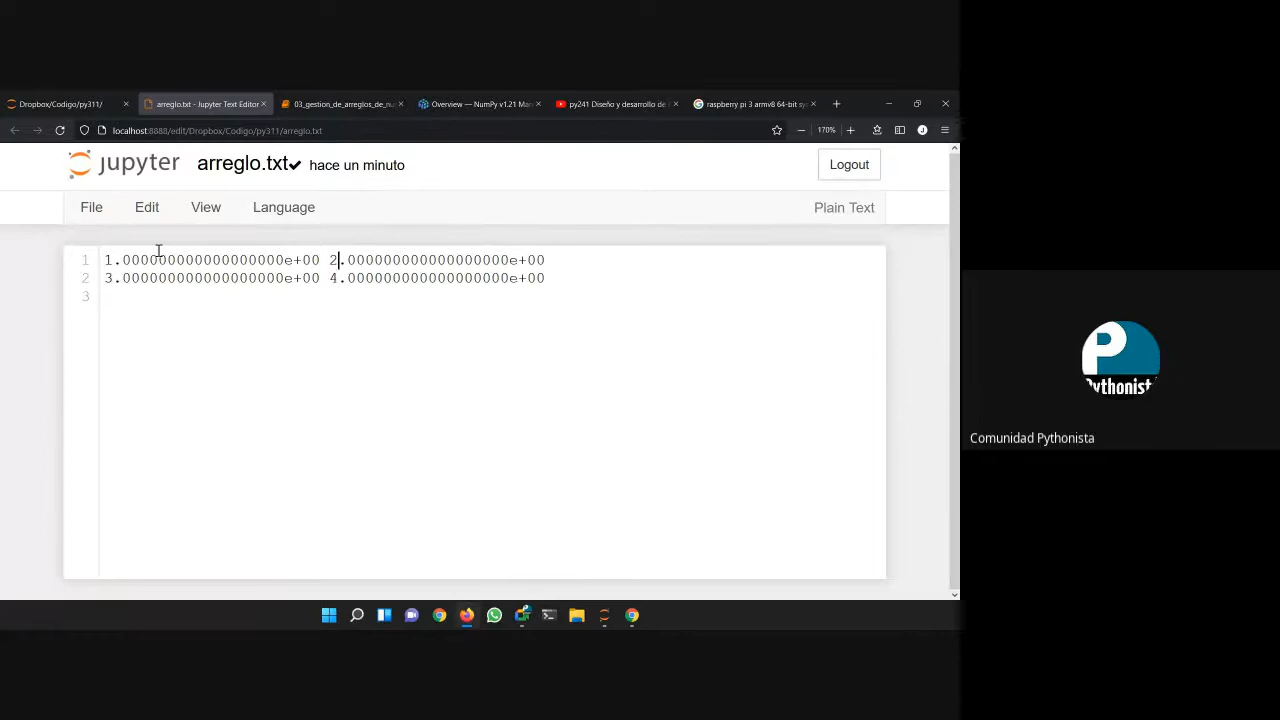 Dropbox/Codigo/py311/
arreglo.txt - Jupyter Text Editor
03_gestion_de_arreglos_de_nu
Overview — NumPy v1.21 Man
py241 Diseño y desarrollo de
raspberry pi 3 armv8 64-bit sy
localhost:8888/edit/Dropbox/Codigo/py311/arreglo.txt
170%
jupyter arreglo.txt hace un minuto
Logout
File Edit View Language
Plain Text
1 1.000000000000000000e+00 2.000000000000000000e+00
2 3.000000000000000000e+00 4.000000000000000000e+00
3
P
Pythonist
Comunidad Pythonista